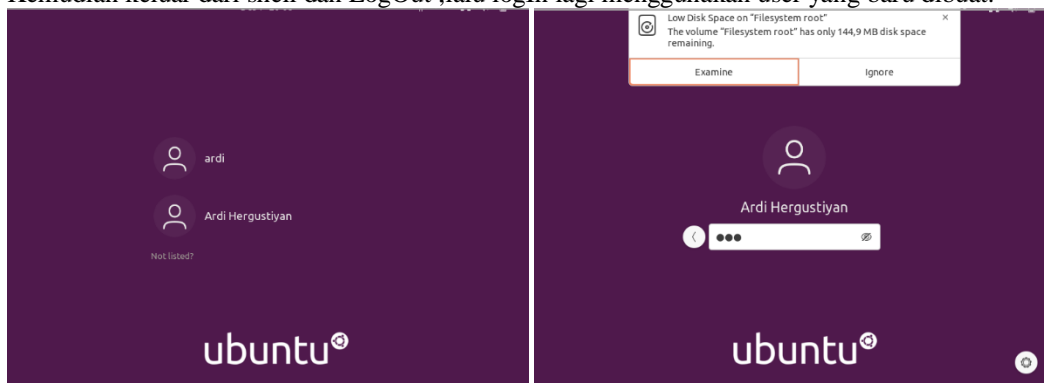 Kemudian keluar dari shell dan LogOut ,lalu login lagi menggunakan user yang baru dibuat.
ardi
Ardi Hergustiyan
Not listed?
ubuntu
Low Disk Space on "Filesystem root"
The volume "Filesystem root" has only 144,9 MB disk space
remaining.
Examine
Ignore
Ardi Hergustiyan
ubuntu